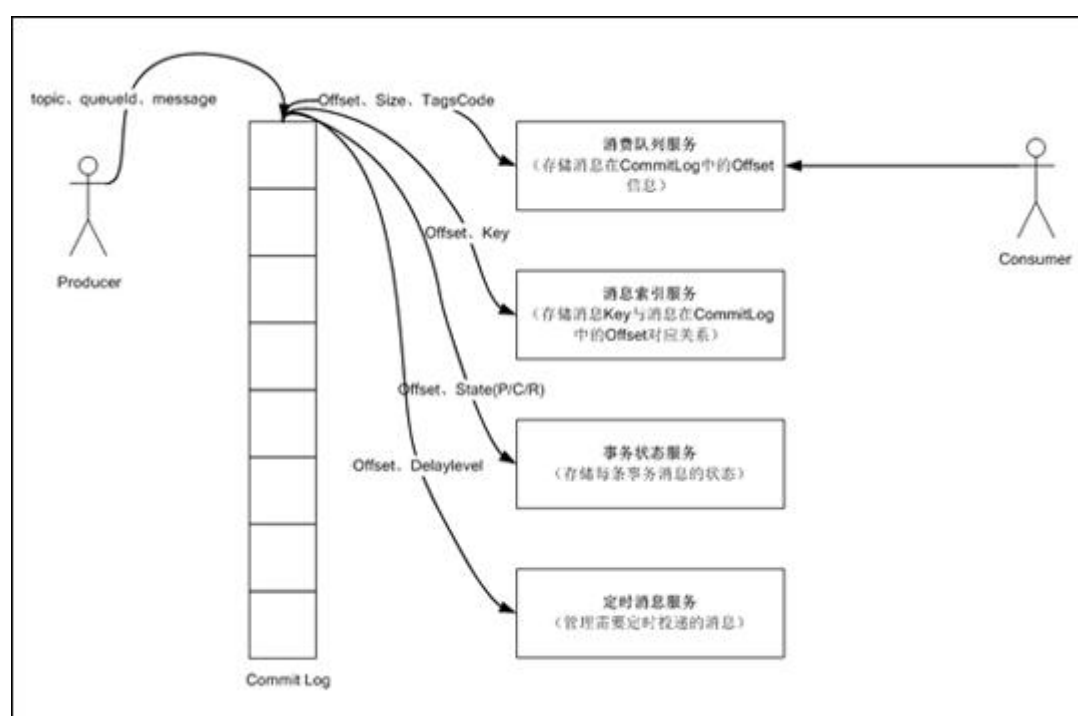 topic、queueId、message
Producer
Commit Log
Offset、Size、TagsCode
消费队列服务
（存储消息在CommitLog中的Offset
信息）
Consumer
Offset、Key
消息索引服务
（存储消息Key与消息在CommitLog
中的Offset对应关系）
Offset、State(P/C/R)
事务状态服务
（存储每条事务消息的状态）
Offset、Delaylevel
定时消息服务
（管理需要定时投递的消息）